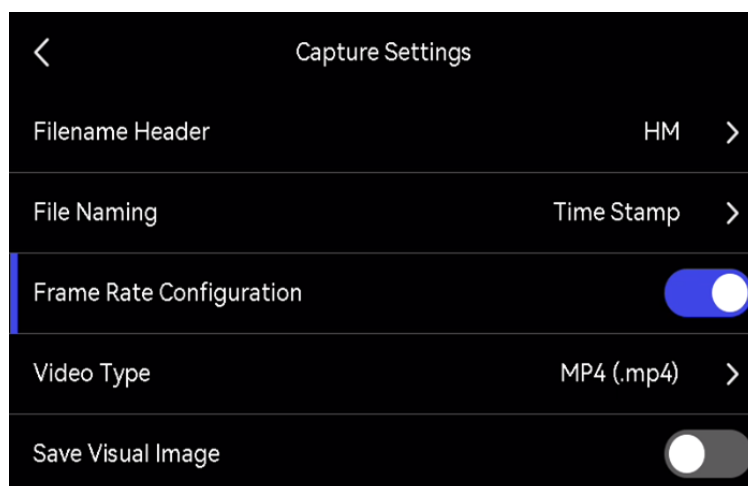 Capture Settings
Filename Header HM
File Naming Time Stamp
Frame Rate Configuration
Video Type MP4 (.mp4)
Save Visual Image